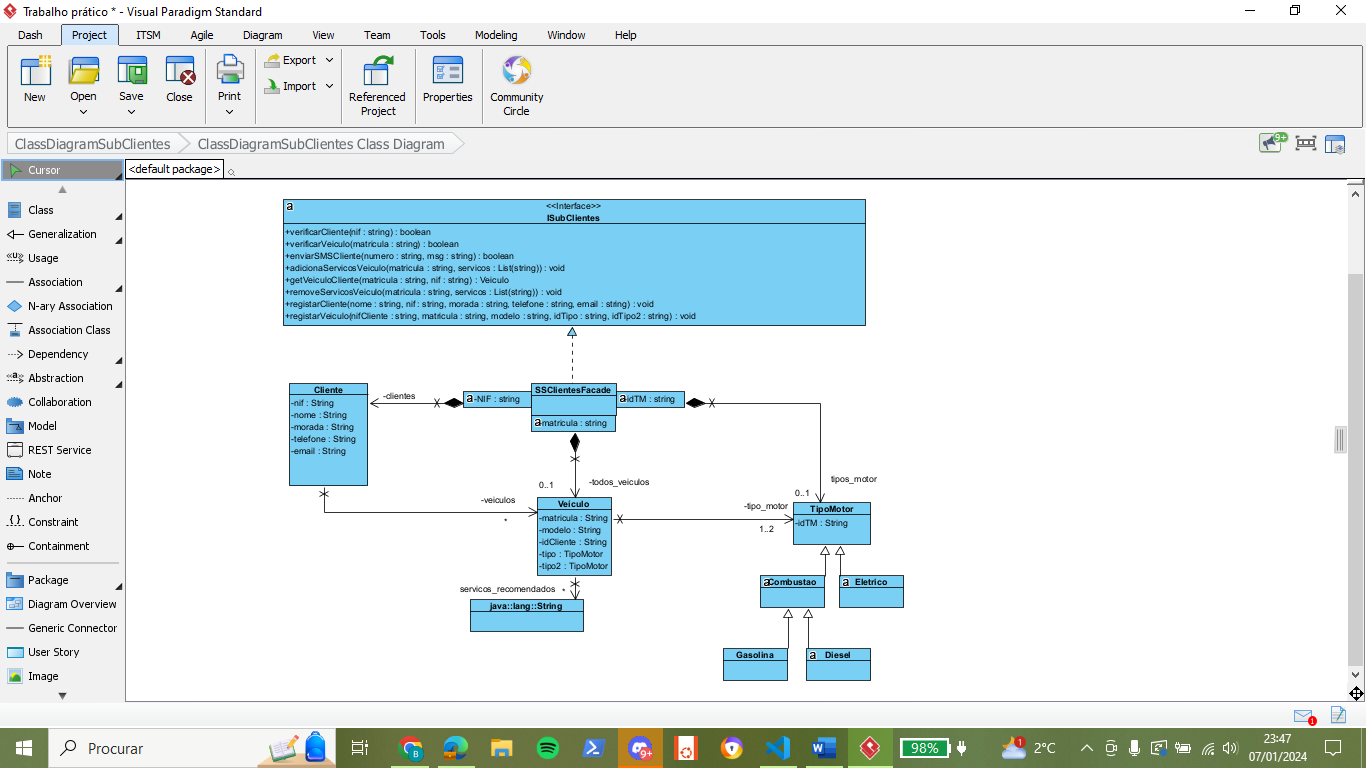 Trabalho prático * - Visual Paradigm Standard
Dash Project ITSM Agile Diagram View Team Tools Modeling Window Help
New Open Save Close Print Export Import Referenced Project Properties Community Circle
ClassDiagramSubClientes ClassDiagramSubClientes Class Diagram 9+
Cursor
<default package>
Class
Generalization
Usage
Association
N-ary Association
Association Class
Dependency
Abstraction
Collaboration
Model
REST Service
Note
Anchor
Constraint
Containment
Package
Diagram Overview
Generic Connector
User Story
Image
a <<Interface>>
ISubClientes
+verificarCliente(nif : string) : boolean
+verificarVeiculo(matricula : string) : boolean
+enviarSMSCliente(numero : string, msg : string) : boolean
+adicionaServicosVeiculo(matricula : string, servicos : List(string)) : void
+getVeiculoCliente(matricula : string, nif : string) : Veiculo
+removeServicosVeiculo(matricula : string, servicos : List(string)) : void
+registarCliente(nome : string, nif : string, morada : string, telefone : string, email : string) : void
+registarVeiculo(nifCliente : string, matricula : string, modelo : string, idTipo : string, idTipo2 : string) : void
Cliente
-nif : String
-nome : String
-morada : String
-telefone : String
-email : String
-clientes
a -NIF : string
SSClientesFacade
a idTM : string
a matricula : string
0..1
-todos_veiculos
-veiculos
*
Veiculo
-matricula : String
-modelo : String
-idCliente : String
-tipo : TipoMotor
-tipo2 : TipoMotor
tipos_motor
0..1
-tipo_motor
1..2
TipoMotor
-idTM : String
servicos_recomendados *
java::lang::String
a Combustao
a Eletrico
Gasolina
a Diesel
1
Procurar
B
9+
98%
1
2°C
23:47
07/01/2024